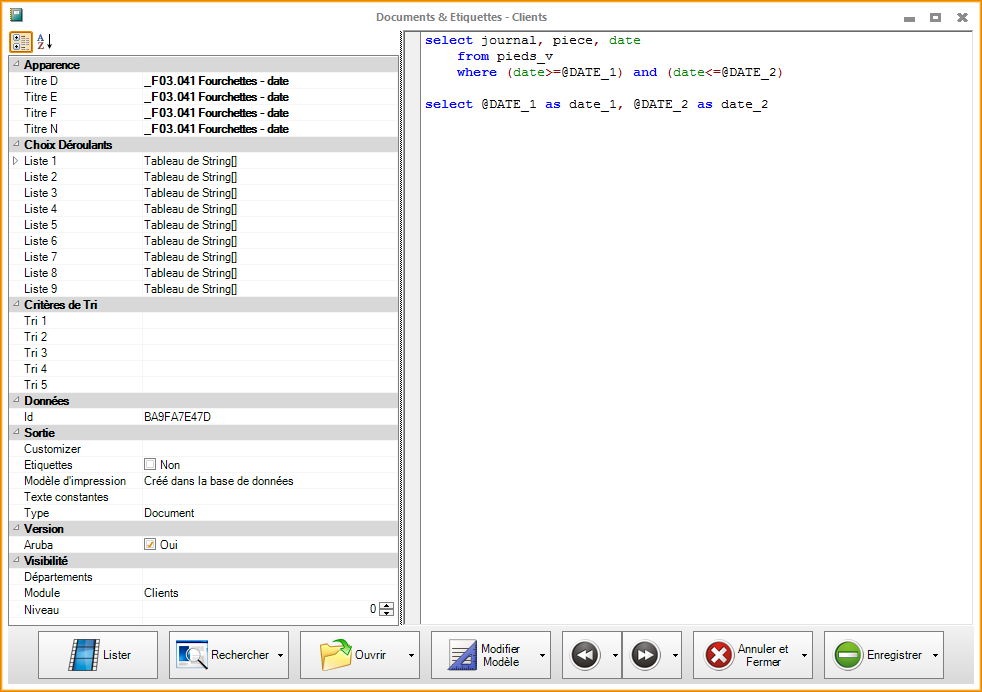 Documents & Etiquettes - Clients
Apparence
Titre D _F03.041 Fourchettes - date
Titre E _F03.041 Fourchettes - date
Titre F _F03.041 Fourchettes - date
Titre N _F03.041 Fourchettes - date
Choix Déroulants
Liste 1 Tableau de String[]
Liste 2 Tableau de String[]
Liste 3 Tableau de String[]
Liste 4 Tableau de String[]
Liste 5 Tableau de String[]
Liste 6 Tableau de String[]
Liste 7 Tableau de String[]
Liste 8 Tableau de String[]
Liste 9 Tableau de String[]
Critères de Tri
Tri 1
Tri 2
Tri 3
Tri 4
Tri 5
Données
Id BA9FA7E47D
Sortie
Customizer
Etiquettes Non
Modèle d'impression Créé dans la base de données
Texte constantes
Type Document
Version
Aruba Oui
Visibilité
Départements
Module Clients
Niveau 0
select journal, piece, date
from pieds_v
where (date>=@DATE_1) and (date<=@DATE_2)
select @DATE_1 as date_1, @DATE_2 as date_2
Lister
Rechercher
Ouvrir
Modifier
Modèle
Annuler et
Fermer
Enregistrer